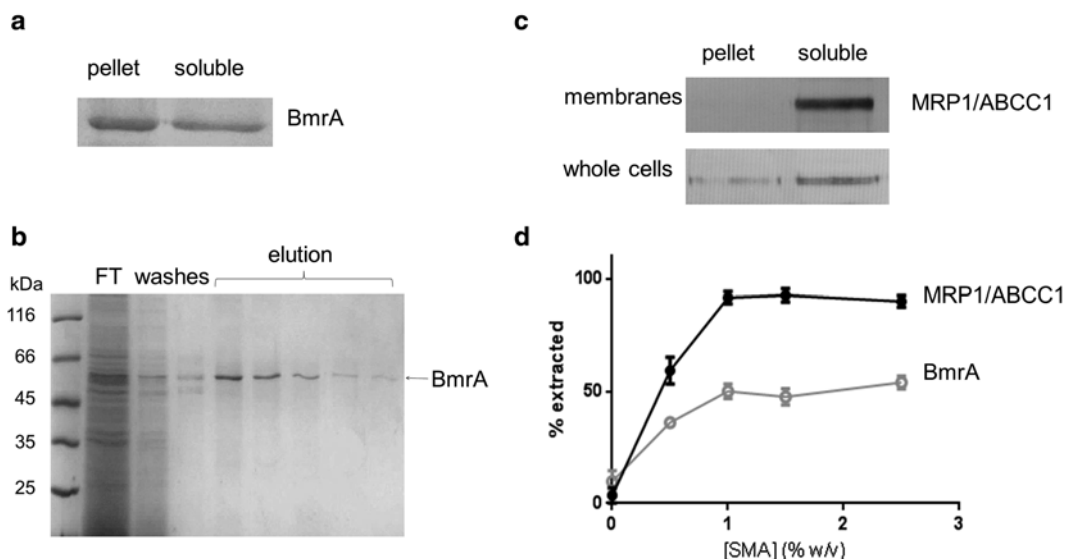 a
pellet soluble
BmrA
b
elution
kDa FT washes
116
66
45
35
25
BmrA
c
pellet soluble
membranes MRP1/ABCC1
whole cells
d
100
50
0
% extracted
MRP1/ABCC1
BmrA
0 1 2 3
[SMA] (% w/v)